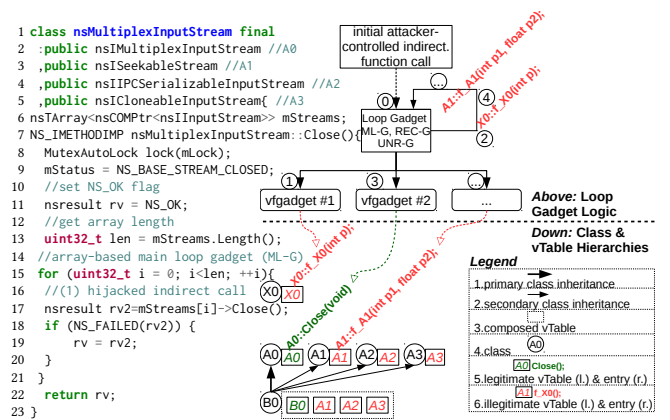 1 class nsMultiplexInputStream final
2 :public nsIMultiplexInputStream //A0
3 ,public nsISeekableStream //A1
4 ,public nsIIPCSerializableInputStream //A2
5 ,public nsICloneableInputStream{ //A3
6 nsTArray<nsCOMPtr<nsIInputStream>> mStreams;
7 NS_IMETHODIMP nsMultiplexInputStream::Close(){
8 MutexAutoLock lock(mLock);
9 mStatus = NS_BASE_STREAM_CLOSED;
10 //set NS_OK flag
11 nsresult rv = NS_OK;
12 //get array length
13 uint32_t len = mStreams.Length();
14 //array-based main loop gadget (ML-G)
15 for (uint32_t i = 0; i<len; ++i){
16 //(1) hijacked indirect call
17 nsresult rv2=mStreams[i]->Close();
18 if (NS_FAILED(rv2)) {
19 rv = rv2;
20 }
21 }
22 return rv;
23 }
initial attacker-
controlled indirect.
function call
0
...
4
2
Loop Gadget
ML-G, REC-G
UNR-G
A1::f_A1(int p1, float p2);
X0::f_X0(int p);
1
3
...
vfgadget #1
vfgadget #2
...
Above: Loop
Gadget Logic
Down: Class &
vTable Hierarchies
X0::f_X0(int p);
A0::Close(void)
A1::f_A1(int p1, float p2);
X0 X0
A0 A0 A1 A1 A2 A2 A3 A3
B0 B0 A1 A2 A3
Legend
1.primary class inheritance
2.secondary class inheritance
3.composed vTable
4.class A0
A0 Close();
5.legitimate vTable (l.) & entry (r.)
A1 f_X0();
6.illegitimate vTable (l.) & entry (r.)